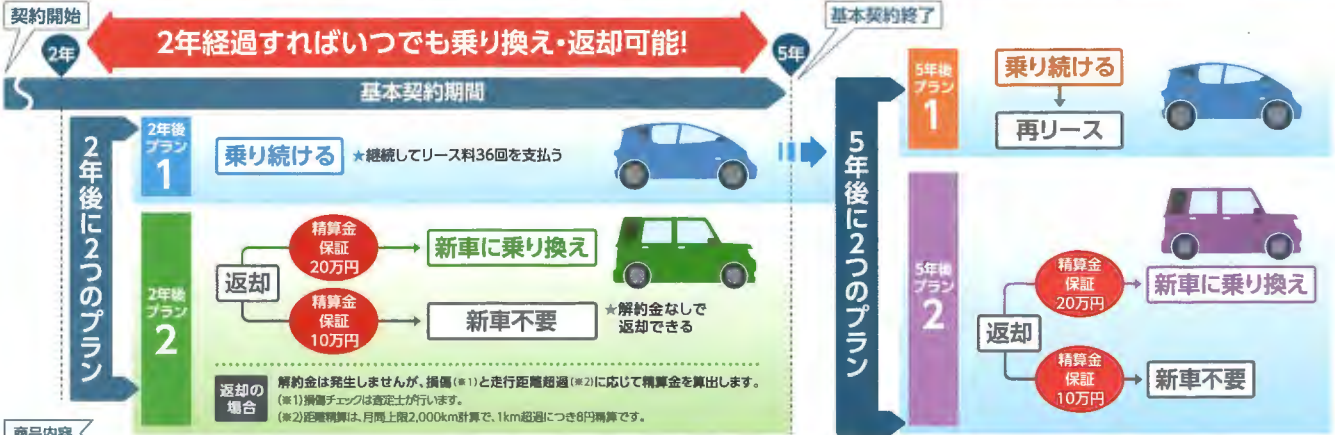 契約開始
2年
2年経過すればいつでも乗り換え・返却可能!
5年
基本契約終了
基本契約期間
2年後に2つのプラン
2年後
プラン
1
乗り続ける
★継続してリース料36回を支払う
2年後
プラン
2
返却
精算金
保証
20万円
新車に乗り換え
精算金
保証
10万円
新車不要
★解約金なしで
返却できる
返却の
場合
解約金は発生しませんが、損傷(※1)と走行距離超過(※2)に応じて精算金を算出します。
(※1)損傷チェックは査定士が行います。
(※2)距離精算は、月間上限2,000km計算で、1km超過につき8円精算です。
5年後に2つのプラン
5年後
プラン
1
乗り続ける
再リース
5年後
プラン
2
返却
精算金
保証
20万円
新車に乗り換え
精算金
保証
10万円
新車不要
商品内容